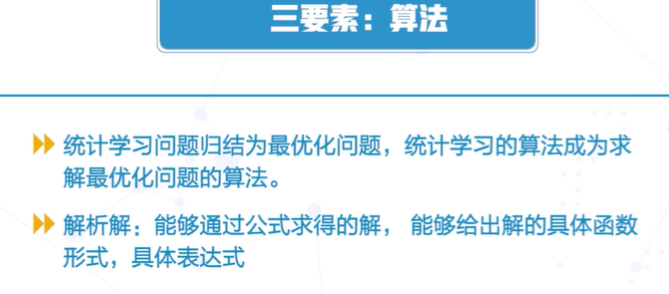 三要素：算法
统计学习问题归结为最优化问题，统计学习的算法成为求
解最优化问题的算法。
解析解：能够通过公式求得的解， 能够给出解的具体函数
形式，具体表达式